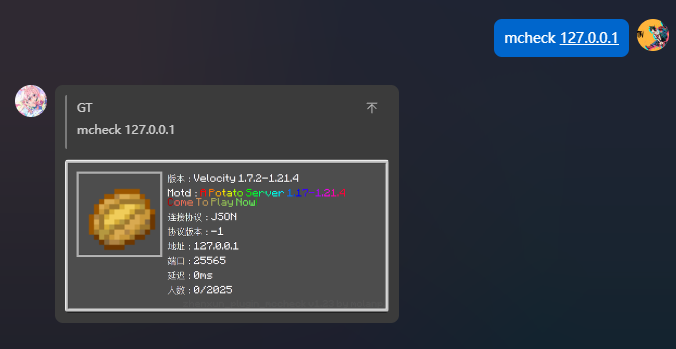 mcheck 127.0.0.1
GT
mcheck 127.0.0.1
版本：Velocity 1.7.2-1.21.4
Motd：Potato Server 1.17-1.21.4
Come To Play Now!
连接协议：JSON
协议版本：-1
地址：127.0.0.1
端口：25565
延迟：0ms
人数：0/2025